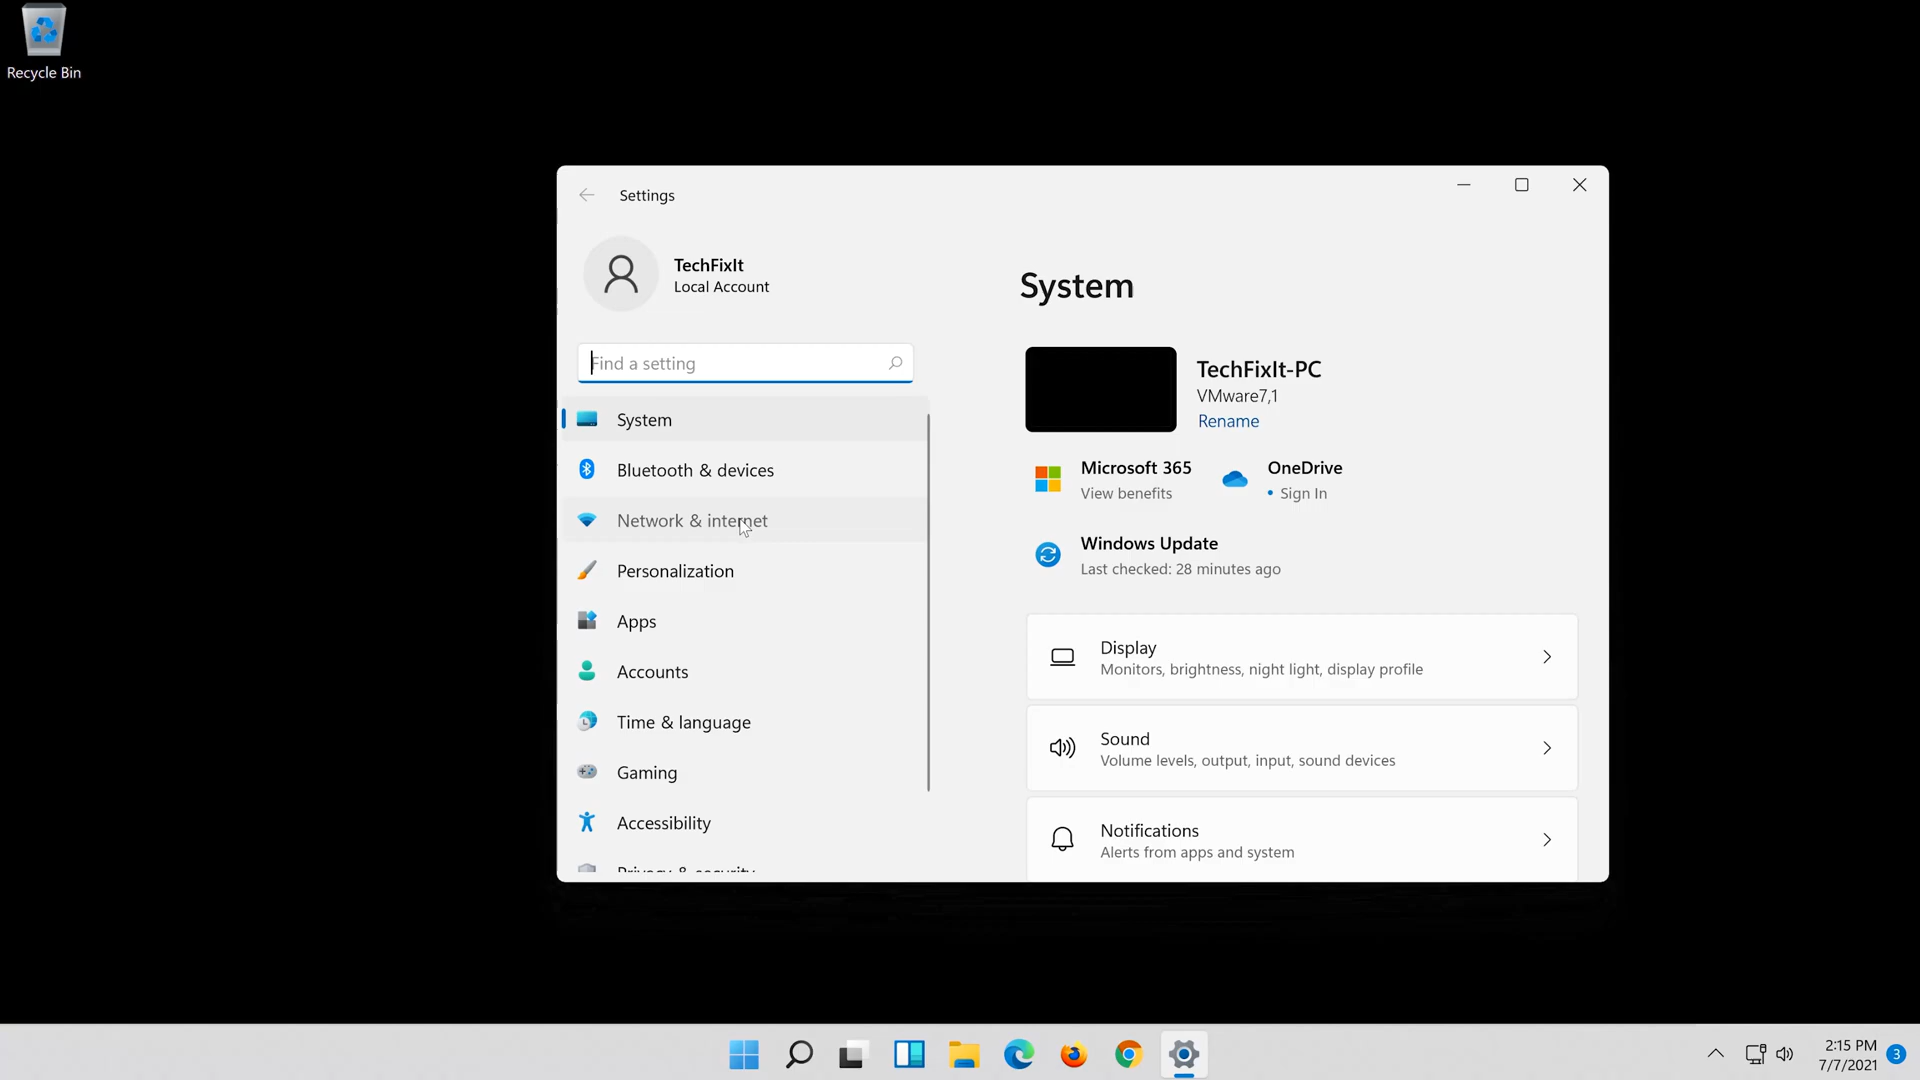 Recycle Bin
Settings
TechFixIt
Local Account
Find a setting
System
Bluetooth & devices
Network & internet
Personalization
Apps
Accounts
Time & language
Gaming
Accessibility
Privacy & security
System
TechFixIt-PC
VMware7,1
Rename
Microsoft 365
View benefits
OneDrive
• Sign In
Windows Update
Last checked: 28 minutes ago
Display
Monitors, brightness, night light, display profile
Sound
Volume levels, output, input, sound devices
Notifications
Alerts from apps and system
2:15 PM
7/7/2021
3